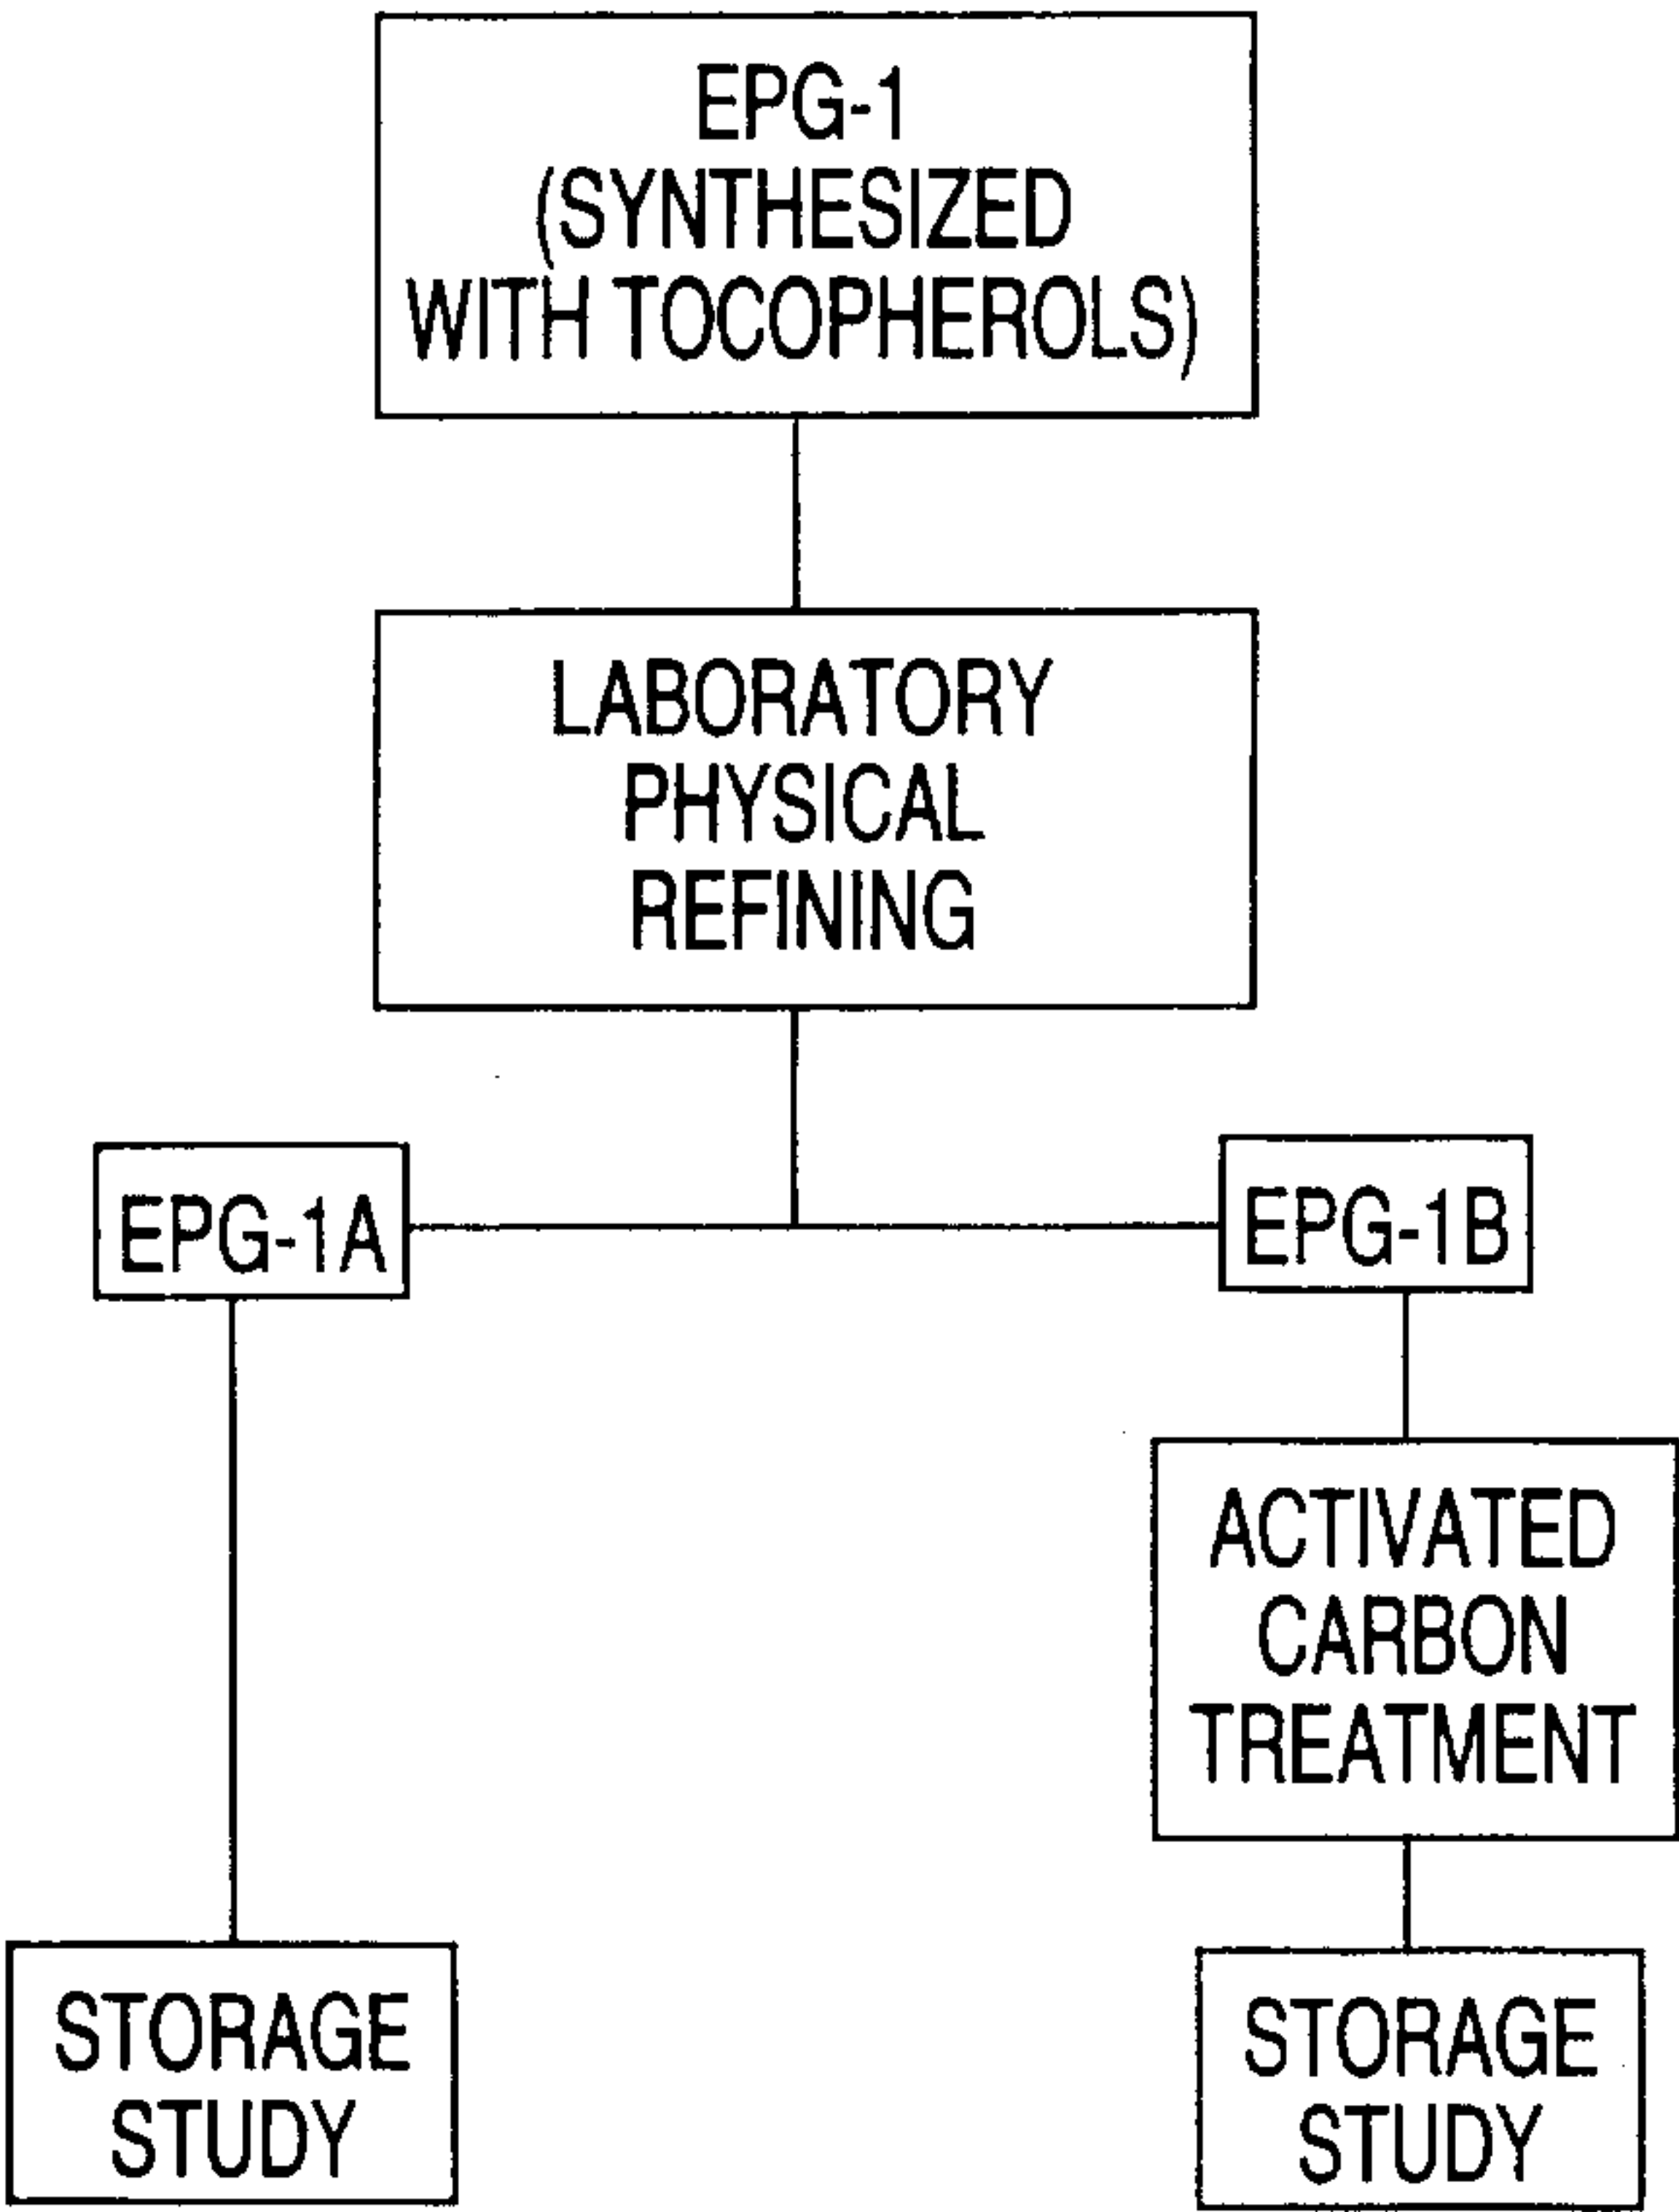 EPG-1
(SYNTHESIZED
WITH TOCOPHEROLS)
LABORATORY
PHYSICAL
REFINING
EPG-1A
EPG-1B
ACTIVATED
CARBON
TREATMENT
STORAGE
STUDY
STORAGE
STUDY